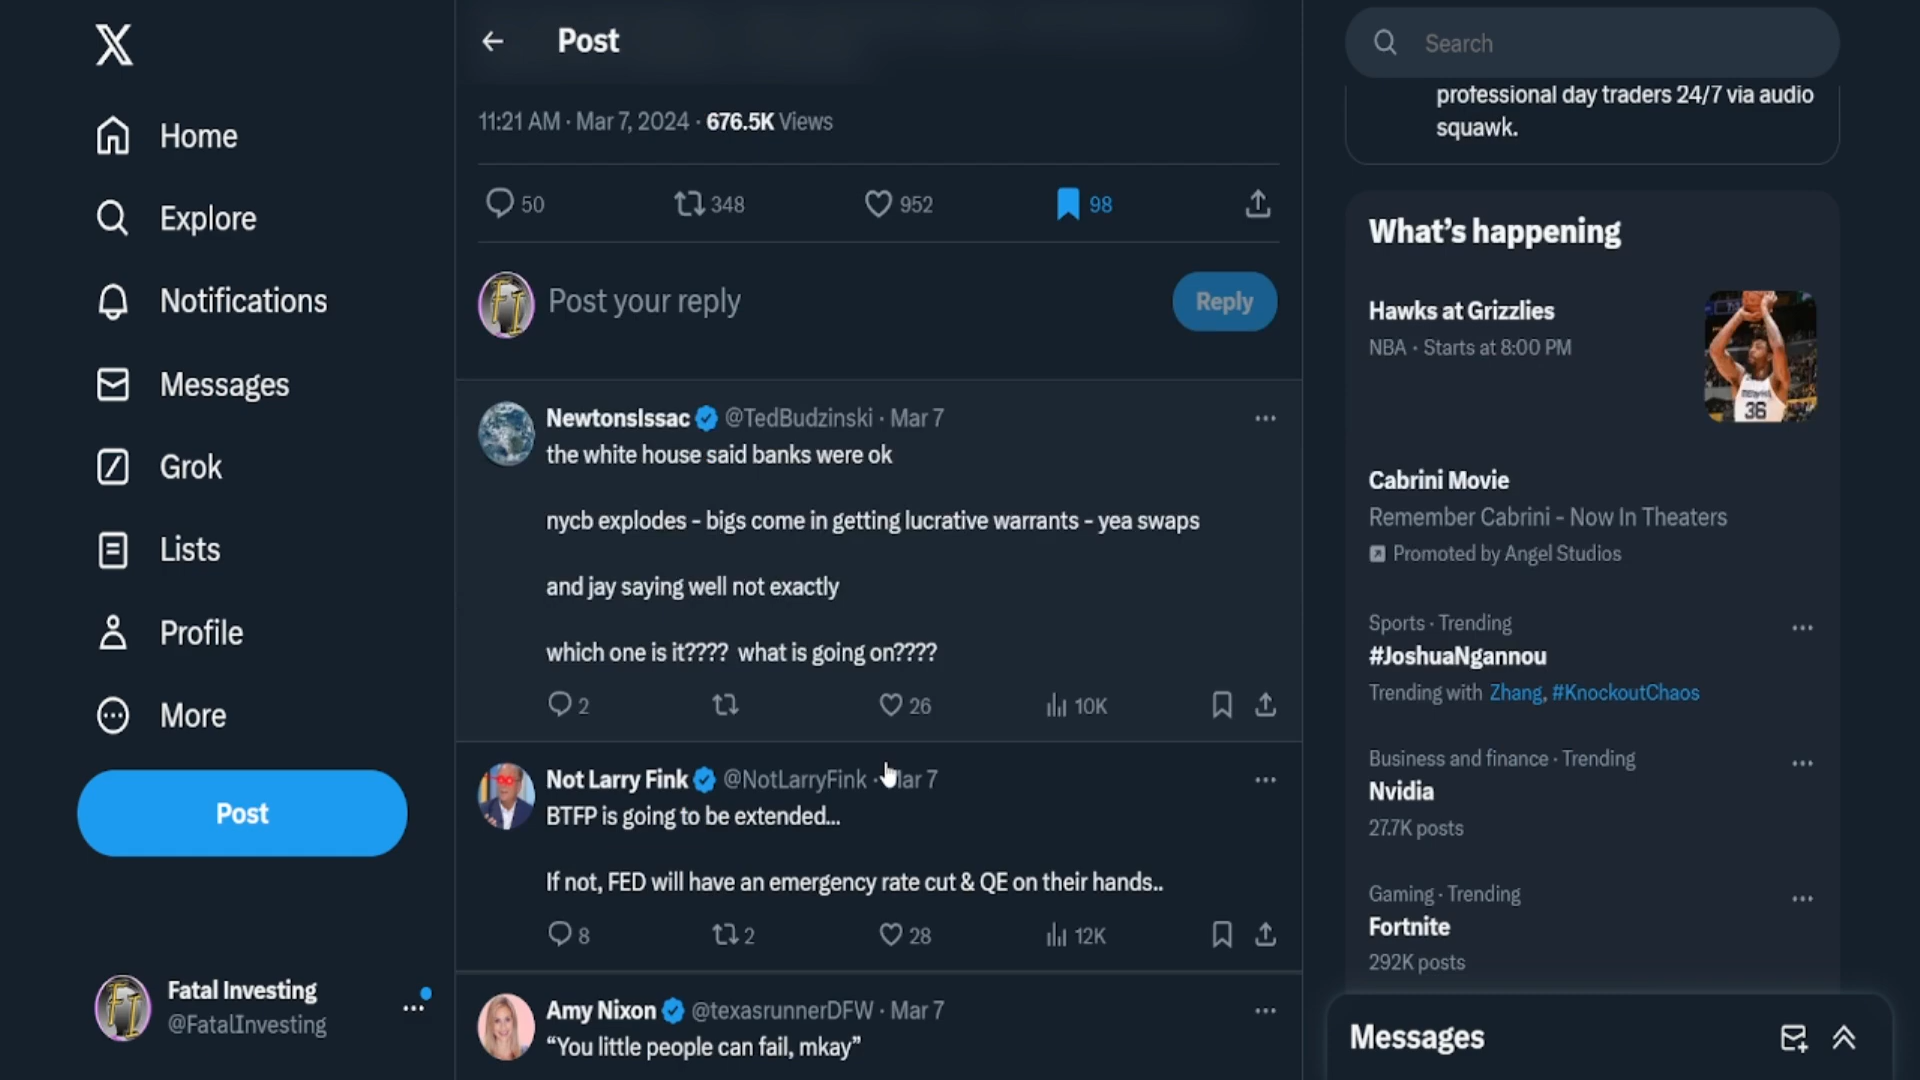 Home
Explore
Notifications
Messages
Grok
Lists
Profile
More
Post
Fatal Investing
@FatalInvesting
Post
11:21 AM · Mar 7, 2024 · 676.5K Views
50 348 952 98
Post your reply
Reply
NewtonsIssac @TedBudzinski · Mar 7
the white house said banks were ok
nycb explodes - bigs come in getting lucrative warrants - yea swaps
and jay saying well not exactly
which one is it???? what is going on????
2 26 10K
Not Larry Fink @NotLarryFink · Mar 7
BTFP is going to be extended...
If not, FED will have an emergency rate cut & QE on their hands..
8 2 28 12K
Amy Nixon @texasrunnerDFW · Mar 7
“You little people can fail, mkay”
Search
professional day traders 24/7 via audio
squawk.
What’s happening
Hawks at Grizzlies
NBA · Starts at 8:00 PM
36
Cabrini Movie
Remember Cabrini - Now In Theaters
Promoted by Angel Studios
Sports · Trending
#JoshuaNgannou
Trending with Zhang, #KnockoutChaos
Business and finance · Trending
Nvidia
27.7K posts
Gaming · Trending
Fortnite
292K posts
Messages